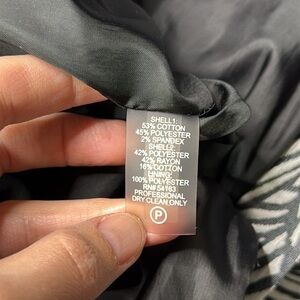 SHELL1:
53% COTTON
45% POLYESTER
2% SPANDEX
SHELL2:
42% POLYESTER
42% RAYON
16% COTTON
LINING:
100% POLYESTER
RN# 54163
PROFESSIONAL
DRY CLEAN ONLY
P